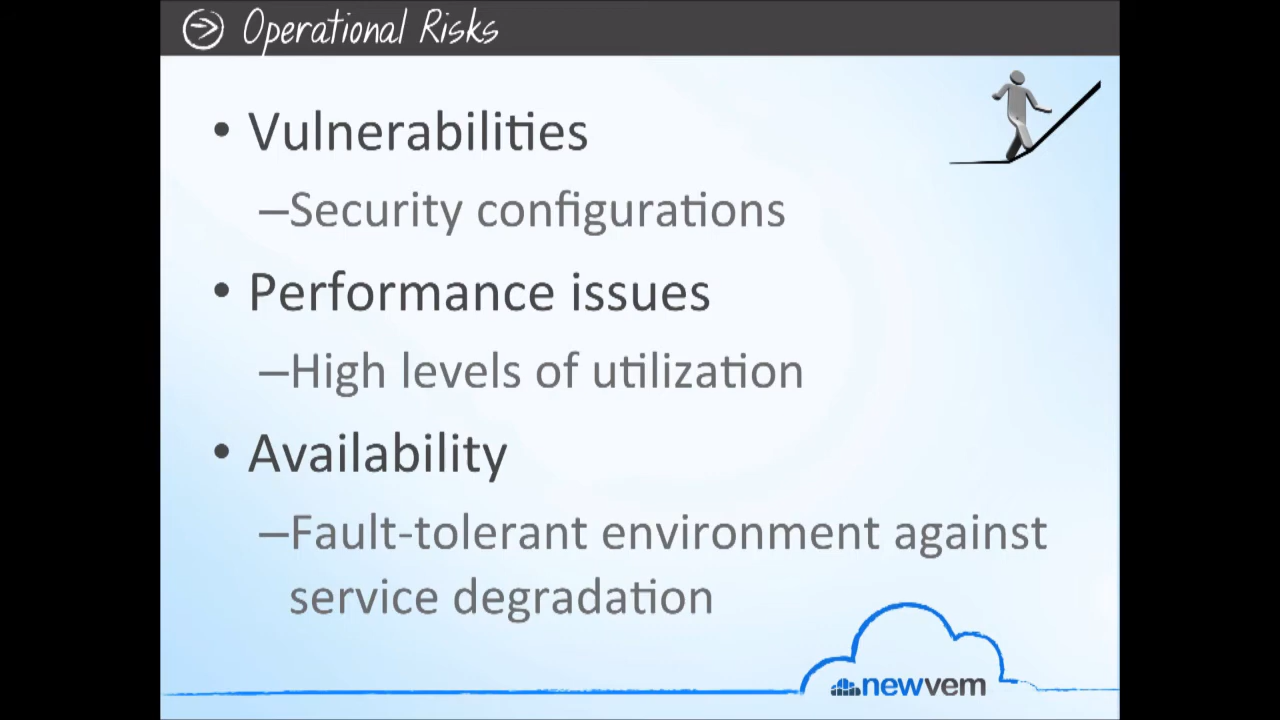 Operational Risks
• Vulnerabilities
–Security configurations
• Performance issues
–High levels of utilization
• Availability
–Fault-tolerant environment against
service degradation
newvem